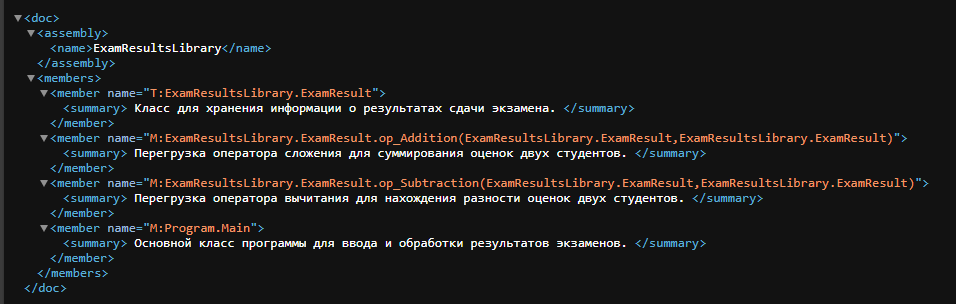 ▼<doc>
▼<assembly>
<name>ExamResultsLibrary</name>
</assembly>
▼<members>
▼<member name="T:ExamResultsLibrary.ExamResult">
<summary> Класс для хранения информации о результатах сдачи экзамена. </summary>
</member>
▼<member name="M:ExamResultsLibrary.ExamResult.op_Addition(ExamResultsLibrary.ExamResult,ExamResultsLibrary.ExamResult)">
<summary> Перегрузка оператора сложения для суммирования оценок двух студентов. </summary>
</member>
▼<member name="M:ExamResultsLibrary.ExamResult.op_Subtraction(ExamResultsLibrary.ExamResult,ExamResultsLibrary.ExamResult)">
<summary> Перегрузка оператора вычитания для нахождения разности оценок двух студентов. </summary>
</member>
▼<member name="M:Program.Main">
<summary> Основной класс программы для ввода и обработки результатов экзаменов. </summary>
</member>
</members>
</doc>